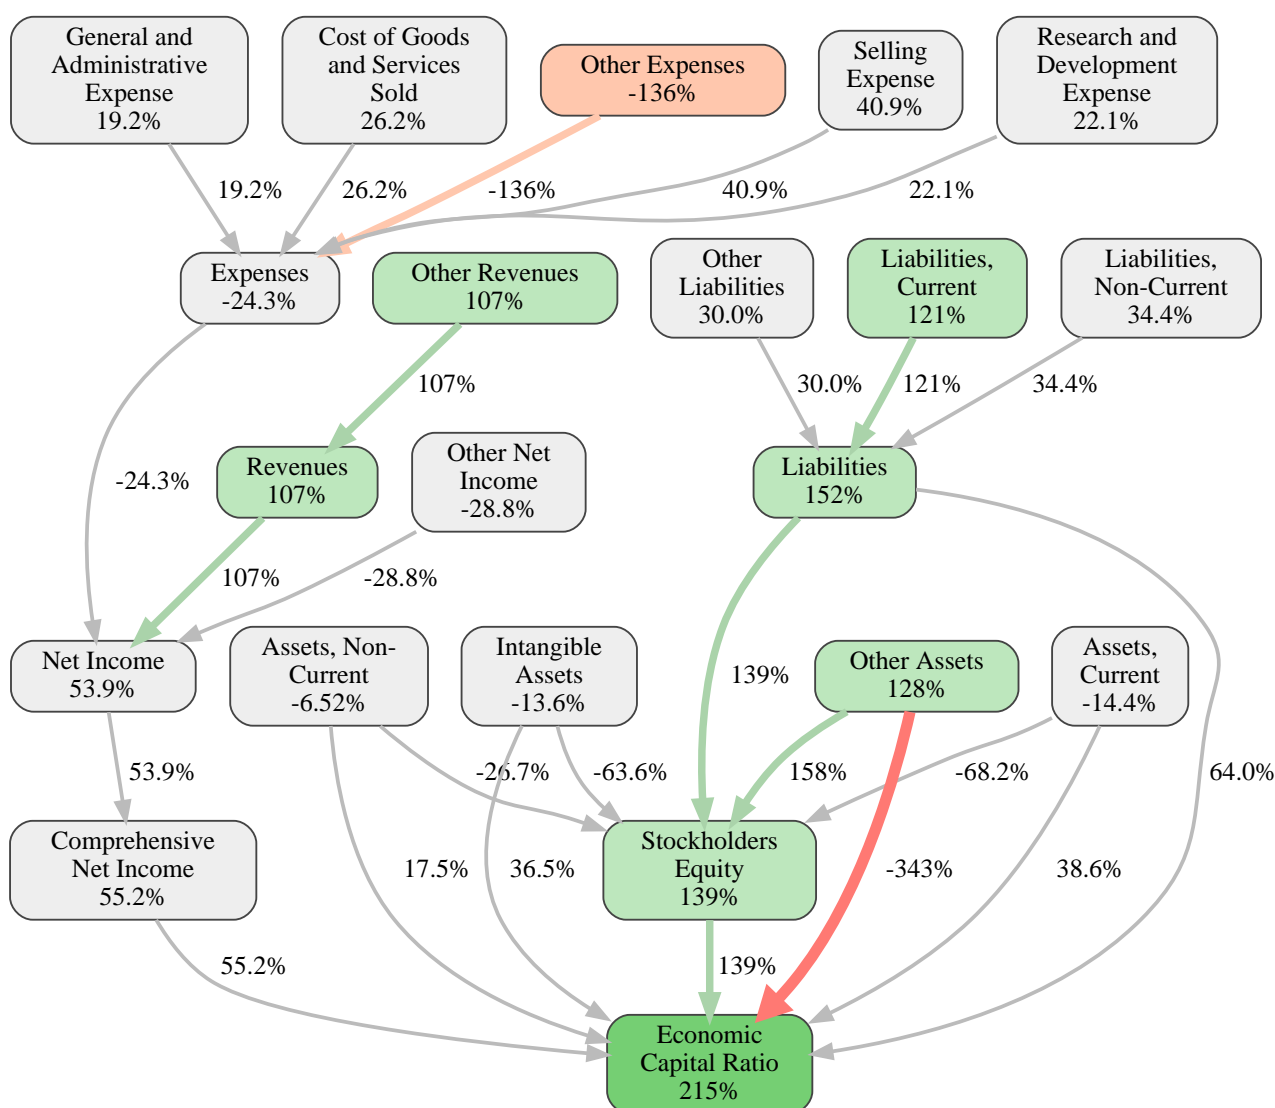 General and
Administrative
Expense
19.2%
Cost of Goods
and Services
Sold
26.2%
Other Expenses
-136%
Selling
Expense
40.9%
Research and
Development
Expense
22.1%
19.2%
26.2%
-136%
40.9%
22.1%
Expenses
-24.3%
Other Revenues
107%
Other
Liabilities
30.0%
Liabilities,
Current
121%
Liabilities,
Non-Current
34.4%
107%
30.0%
121%
34.4%
-24.3%
Revenues
107%
Other Net
Income
-28.8%
Liabilities
152%
107%
-28.8%
Net Income
53.9%
Assets, Non-
Current
-6.52%
Intangible
Assets
-13.6%
139%
Other Assets
128%
Assets,
Current
-14.4%
53.9%
-26.7%
-63.6%
158%
-68.2%
64.0%
Comprehensive
Net Income
55.2%
17.5%
36.5%
Stockholders
Equity
139%
-343%
38.6%
55.2%
139%
Economic
Capital Ratio
215%